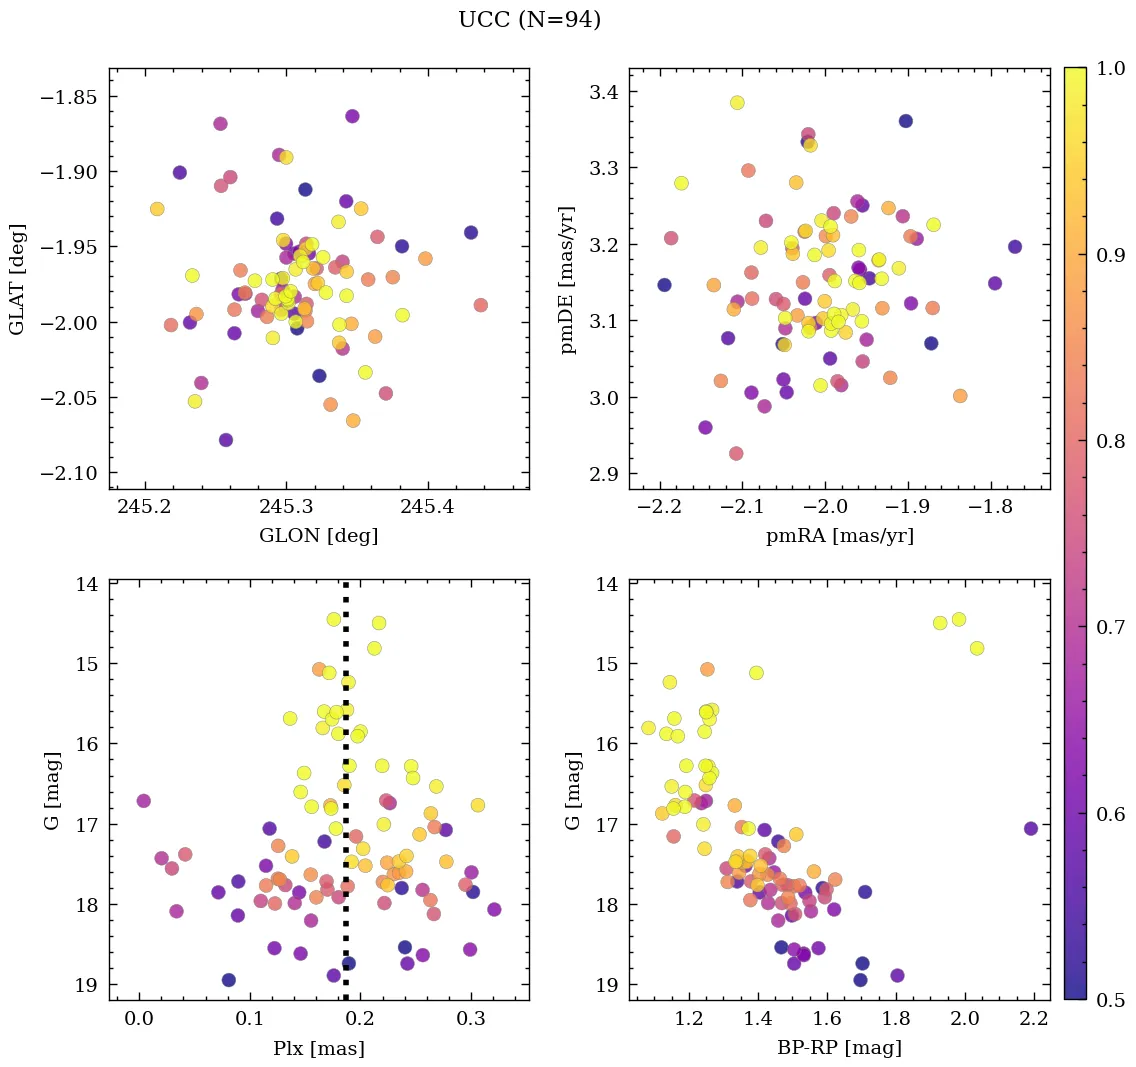 UCC (N=94)
−1.85
−1.90
−1.95
−2.00
−2.05
−2.10
GLAT [deg]
245.2 245.3 245.4
GLON [deg]
3.4
3.3
3.2
3.1
3.0
2.9
pmDE [mas/yr]
−2.2 −2.1 −2.0 −1.9 −1.8
pmRA [mas/yr]
14
15
16
17
18
19
G [mag]
0.0 0.1 0.2 0.3
Plx [mas]
14
15
16
17
18
19
G [mag]
1.2 1.4 1.6 1.8 2.0 2.2
BP-RP [mag]
1.0
0.9
0.8
0.7
0.6
0.5